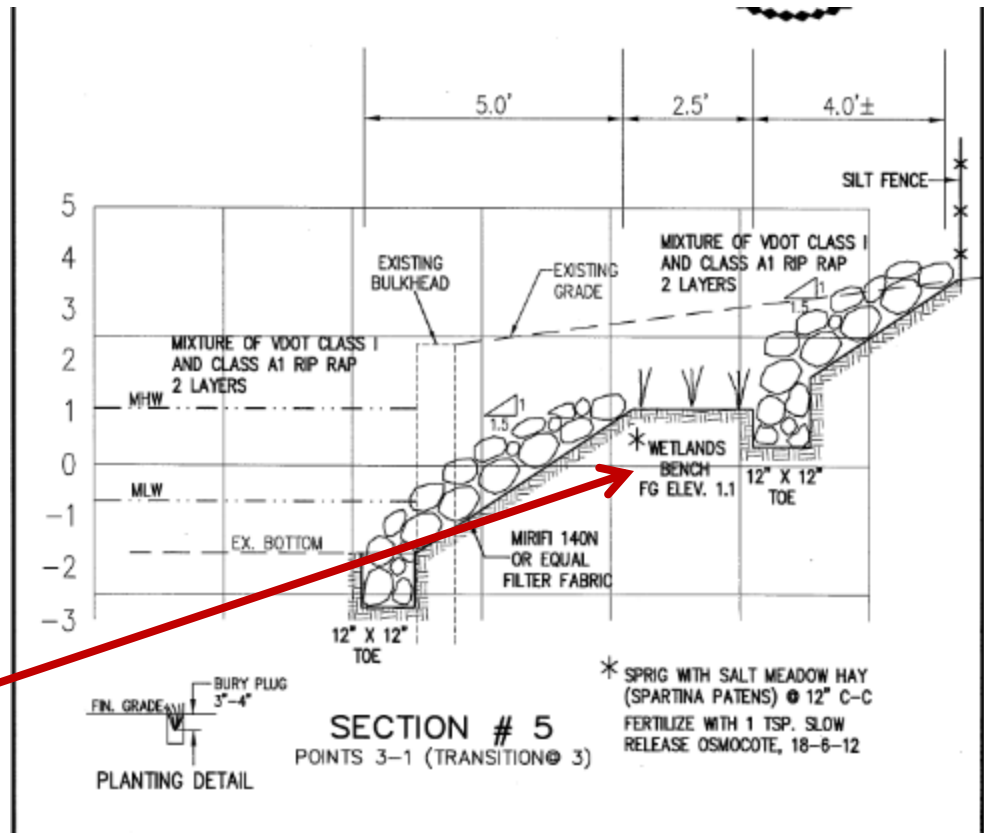 5.0'
2.5'
4.0'±
SILT FENCE
5
4
3
2
1
0
-1
-2
-3
EXISTING
BULKHEAD
EXISTING
GRADE
MIXTURE OF VDOT CLASS I
AND CLASS A1 RIP RAP
2 LAYERS
1
1.5
MIXTURE OF VDOT CLASS I
AND CLASS A1 RIP RAP
2 LAYERS
MHW
1
1.5
MLW
EX. BOTTOM
* WETLANDS
BENCH
FG ELEV. 1.1
12" X 12"
TOE
MIRIFI 140N
OR EQUAL
FILTER FABRIC
12" X 12"
TOE
BURY PLUG
3"-4"
FIN. GRADE
PLANTING DETAIL
SECTION # 5
POINTS 3-1 (TRANSITION@ 3)
* SPRIG WITH SALT MEADOW HAY
(SPARTINA PATENS) @ 12" C-C
FERTILIZE WITH 1 TSP. SLOW
RELEASE OSMOCOTE, 18-6-12